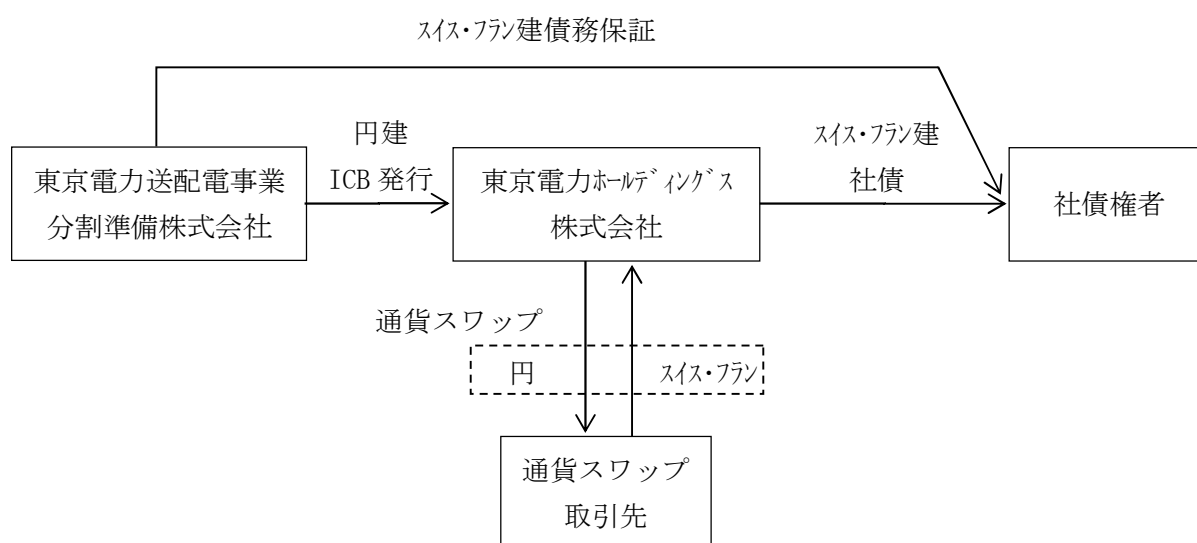 スイス・フラン建債務保証
円建
ICB 発行
スイス・フラン建
社債
東京電力送配電事業
分割準備株式会社
東京電力ホールディングス
株式会社
社債権者
通貨スワップ
円
スイス・フラン
通貨スワップ
取引先